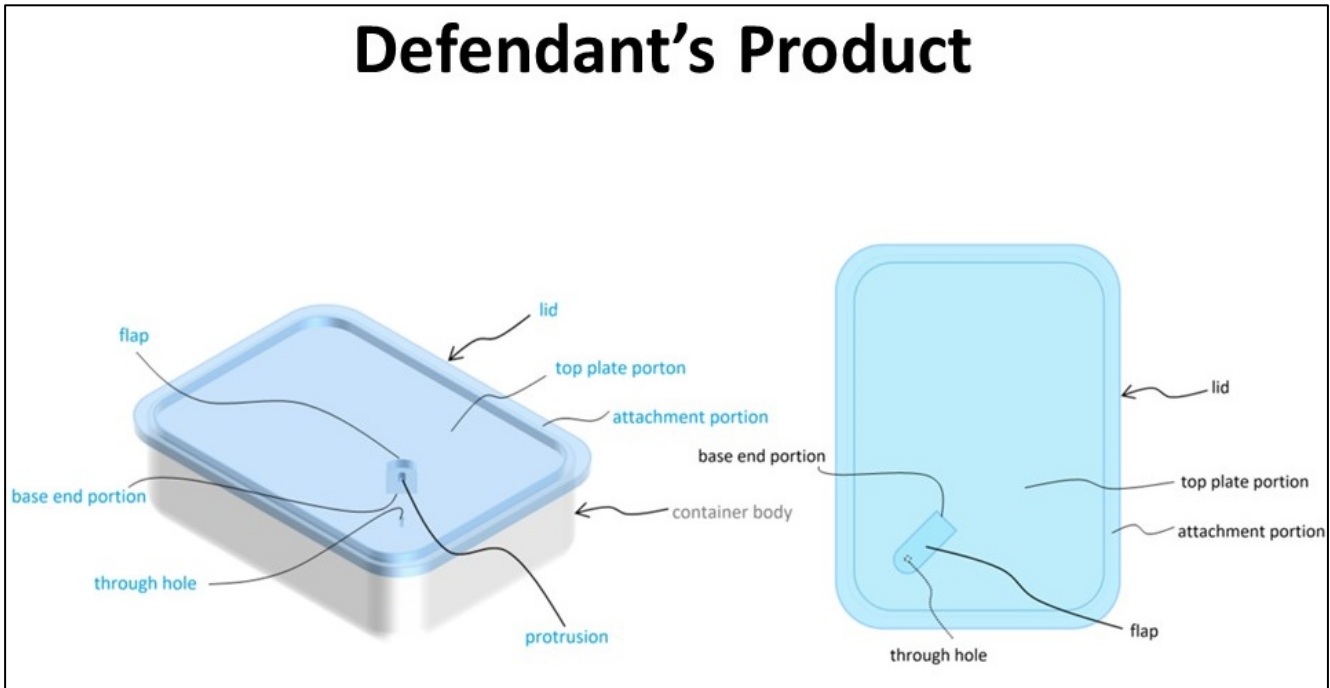 Defendant's Product
lid
flap
top plate porton
attachment portion
base end portion
container body
through hole
protrusion
lid
base end portion
top plate portion
attachment portion
flap
through hole